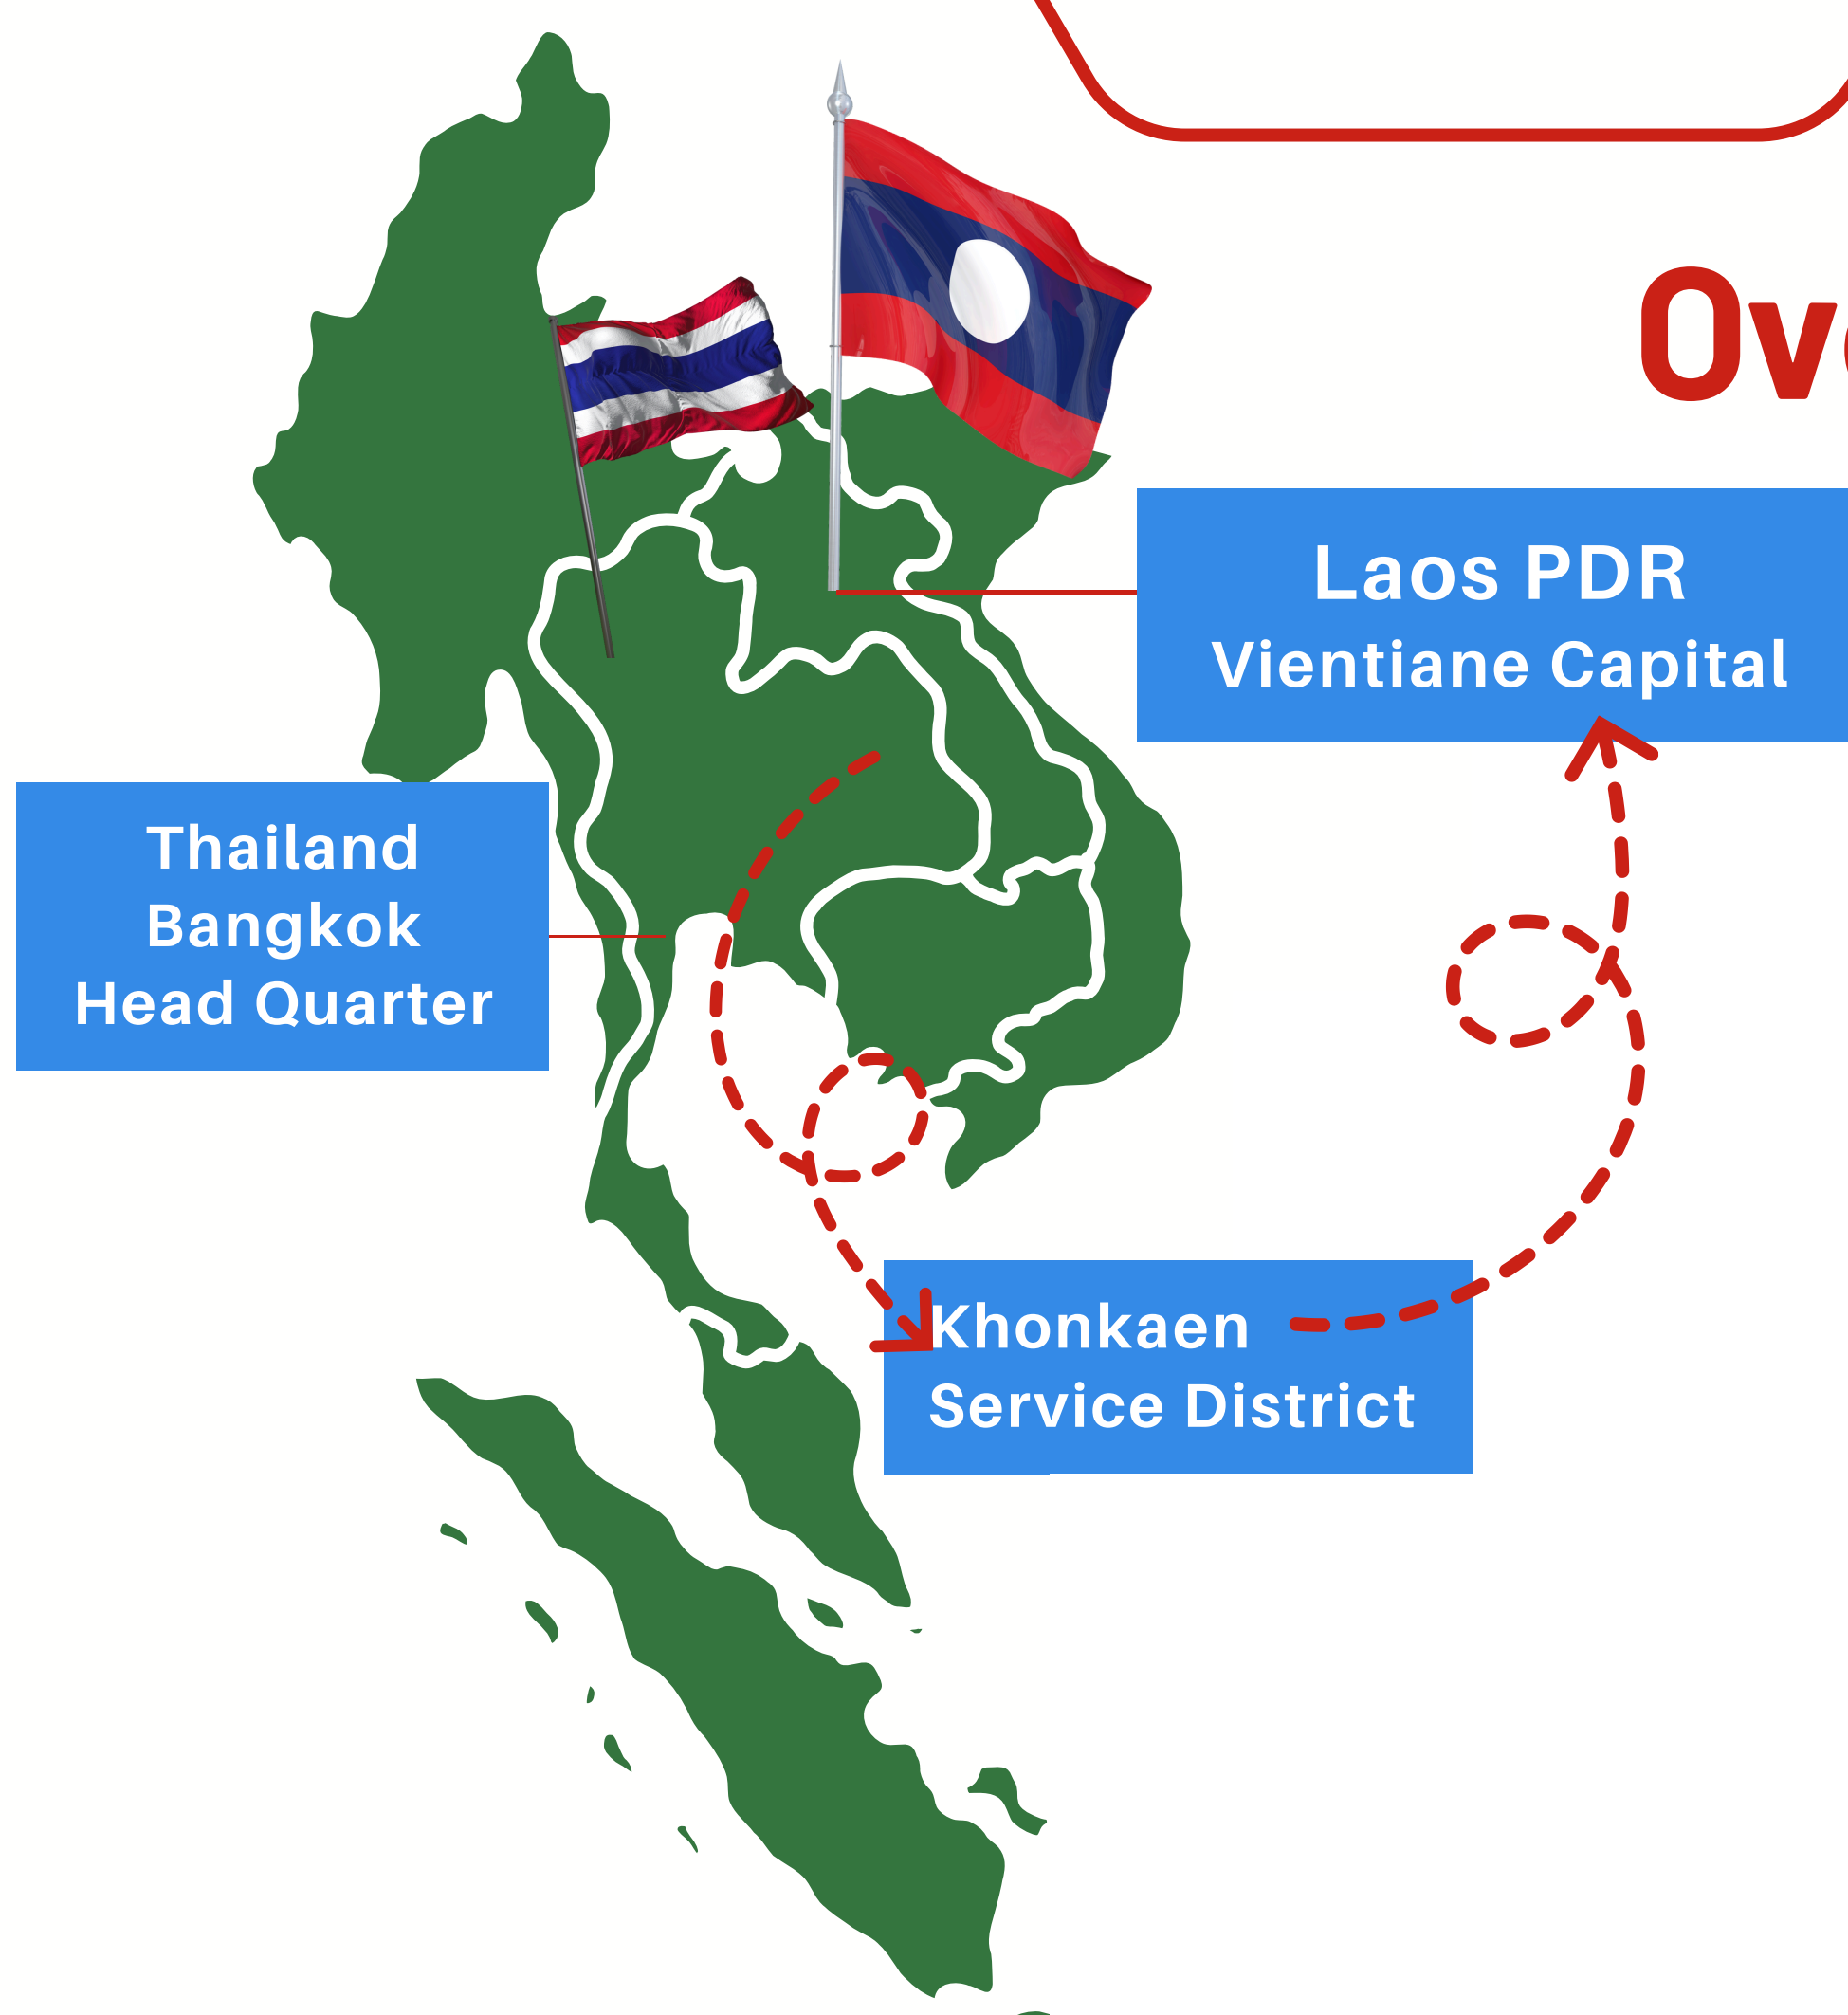 Laos PDR
Vientiane Capital
Thailand
Bangkok
Head Quarter
Khonkaen
Service District